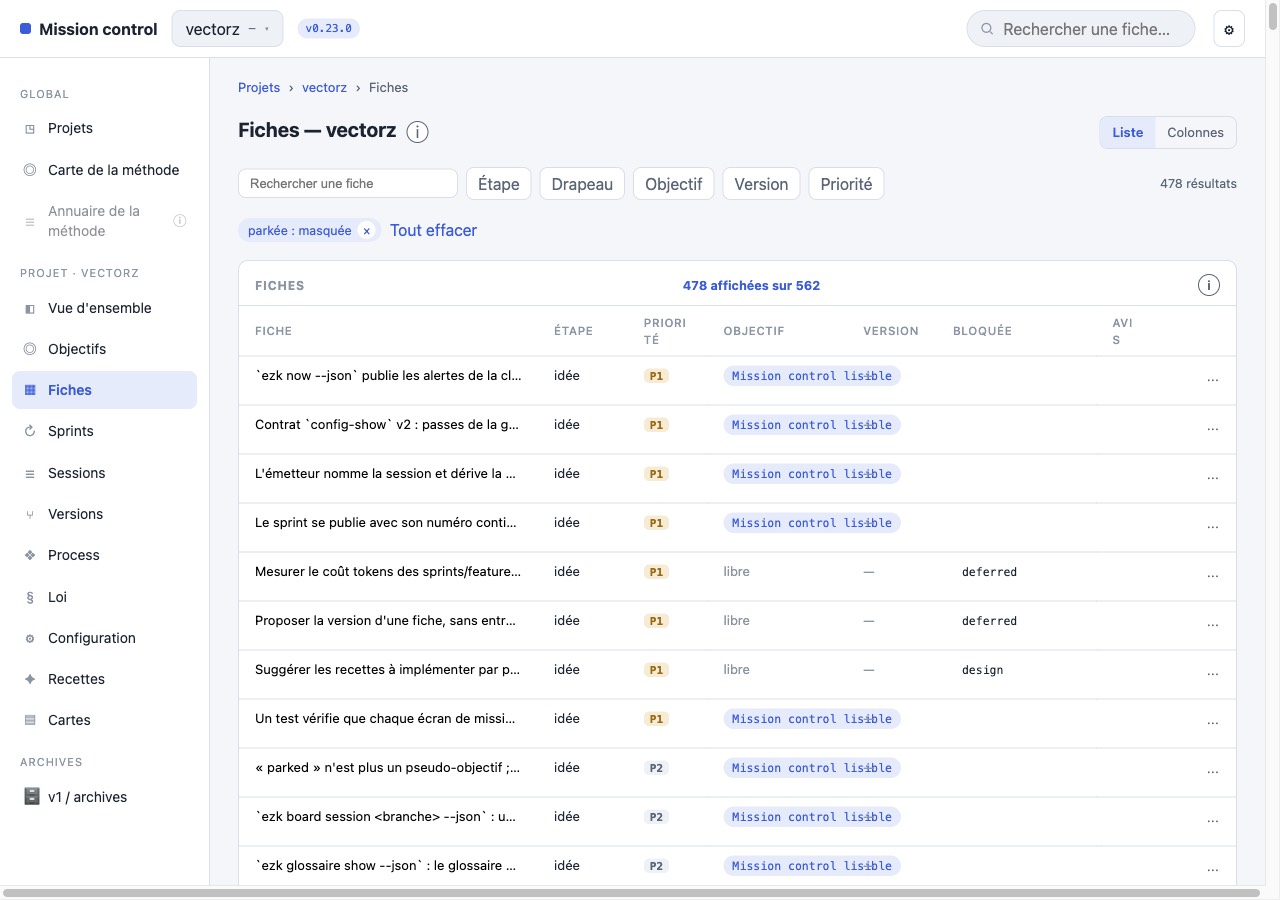 Mission control
vectorz –
v0.23.0
Rechercher une fiche…
GLOBAL
Projets
Carte de la méthode
Annuaire de la
méthode
PROJET · VECTORZ
Vue d'ensemble
Objectifs
Fiches
Sprints
Sessions
Versions
Process
Loi
Configuration
Recettes
Cartes
ARCHIVES
v1 / archives
Projets › vectorz › Fiches
Fiches — vectorz
Liste Colonnes
Rechercher une fiche Étape Drapeau Objectif Version Priorité 478 résultats
parkée : masquée × Tout effacer
FICHES 478 affichées sur 562
FICHE ÉTAPE PRIORI
TÉ OBJECTIF VERSION BLOQUÉE AVI
S
`ezk now --json` publie les alertes de la cl… idée P1 Mission control lisible …
Contrat `config-show` v2 : passes de la g… idée P1 Mission control lisible …
L'émetteur nomme la session et dérive la … idée P1 Mission control lisible …
Le sprint se publie avec son numéro conti… idée P1 Mission control lisible …
Mesurer le coût tokens des sprints/feature… idée P1 libre — deferred …
Proposer la version d'une fiche, sans entr… idée P1 libre — deferred …
Suggérer les recettes à implémenter par p… idée P1 libre — design …
Un test vérifie que chaque écran de missi… idée P1 Mission control lisible …
« parked » n'est plus un pseudo-objectif ;… idée P2 Mission control lisible …
`ezk board session <branche> --json` : u… idée P2 Mission control lisible …
`ezk glossaire show --json` : le glossaire … idée P2 Mission control lisible …